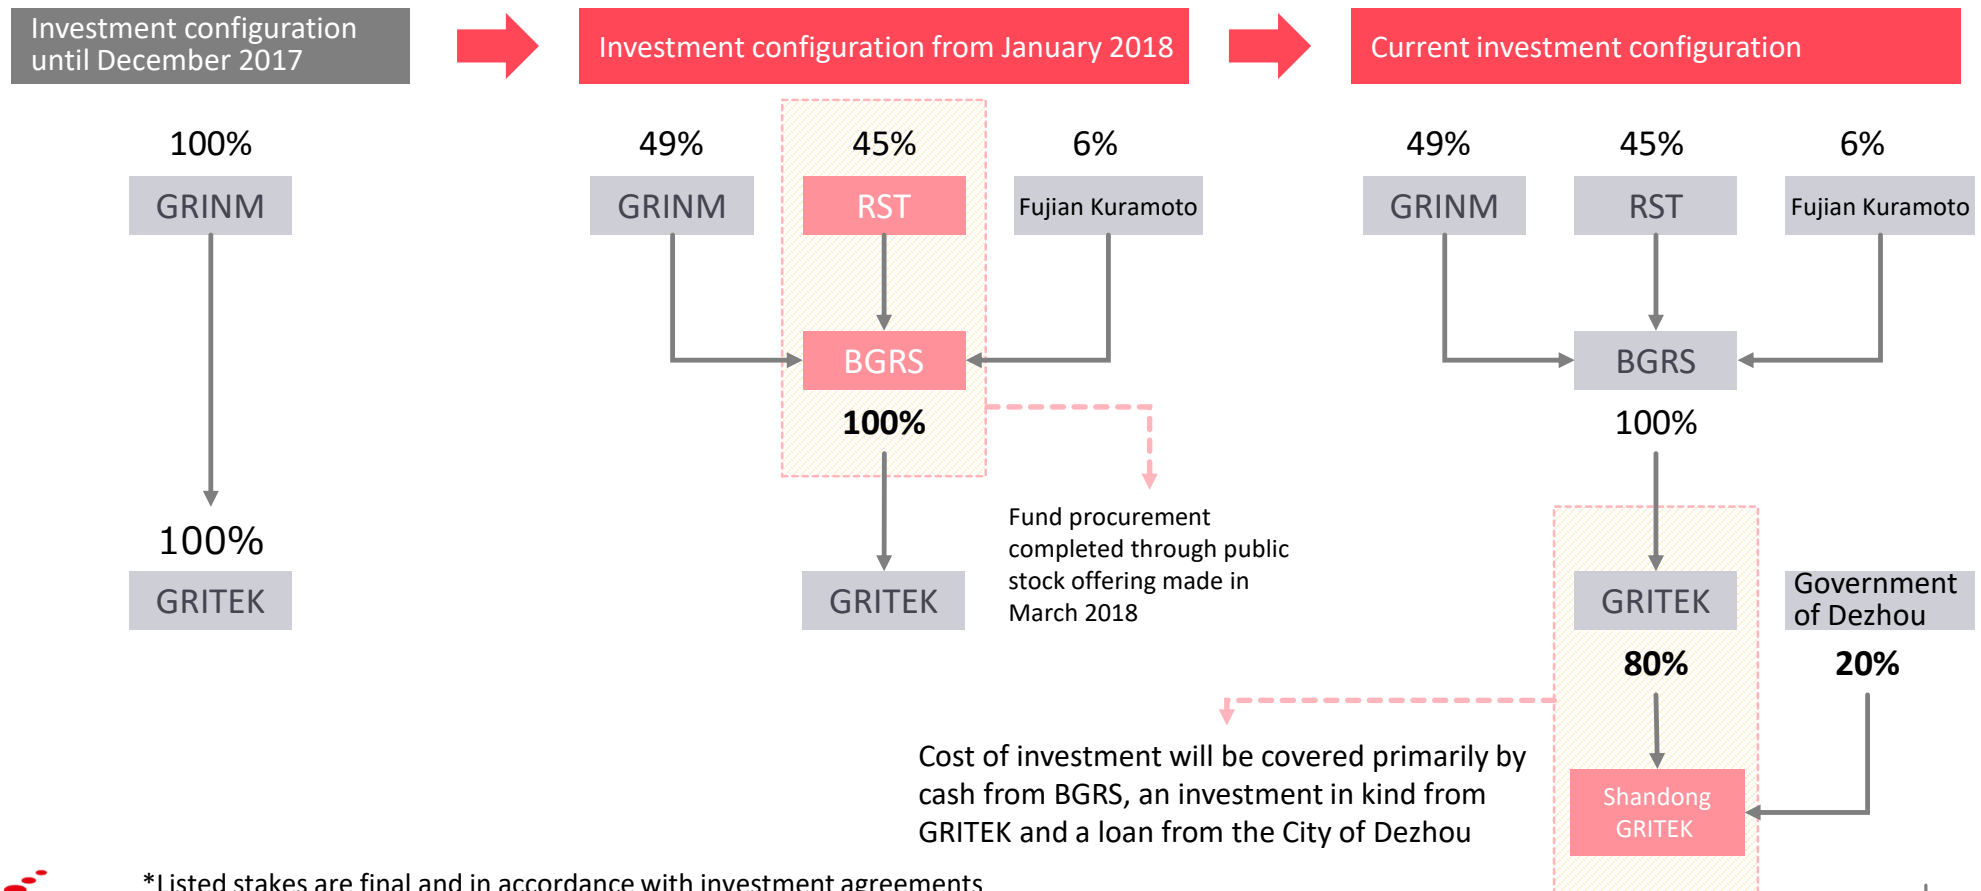 Investment configuration
until December 2017
Investment configuration from January 2018
Current investment configuration
100%
GRINM
100%
GRITEK
49%
45%
6%
GRINM
RST
Fujian Kuramoto
BGRS
100%
GRITEK
Fund procurement
completed through public
stock offering made in
March 2018
49%
45%
6%
GRINM
RST
Fujian Kuramoto
BGRS
100%
GRITEK
Government
of Dezhou
80%
20%
Shandong
GRITEK
Cost of investment will be covered primarily by
cash from BGRS, an investment in kind from
GRITEK and a loan from the City of Dezhou
*Listed stakes are final and in accordance with investment agreements